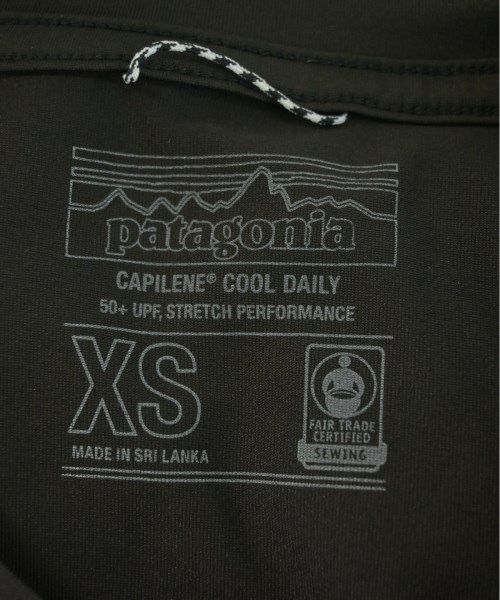 patagonia
CAPILENE® COOL DAILY
50+ UPF, STRETCH PERFORMANCE
XS
MADE IN SRI LANKA
FAIR TRADE
CERTIFIED
SEWING